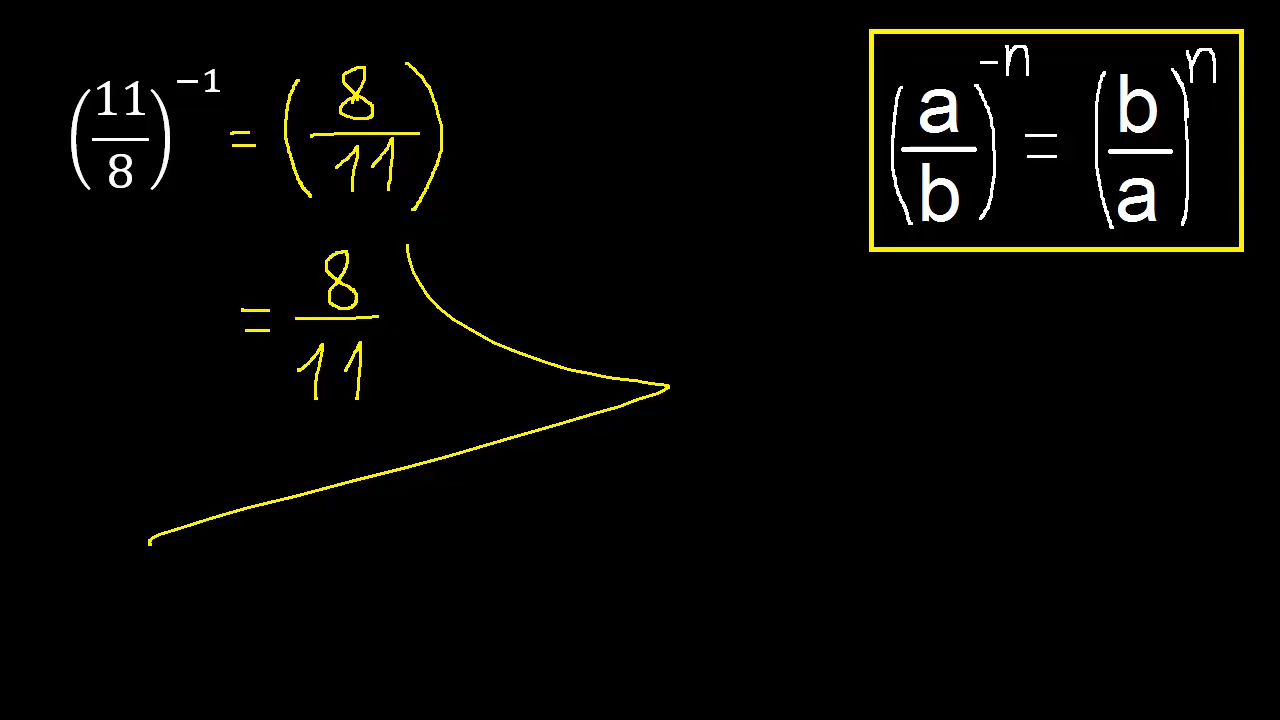 (11/8)⁻¹ = (8/11)
= 8/11
(a/b)⁻ⁿ = (b/a)ⁿ